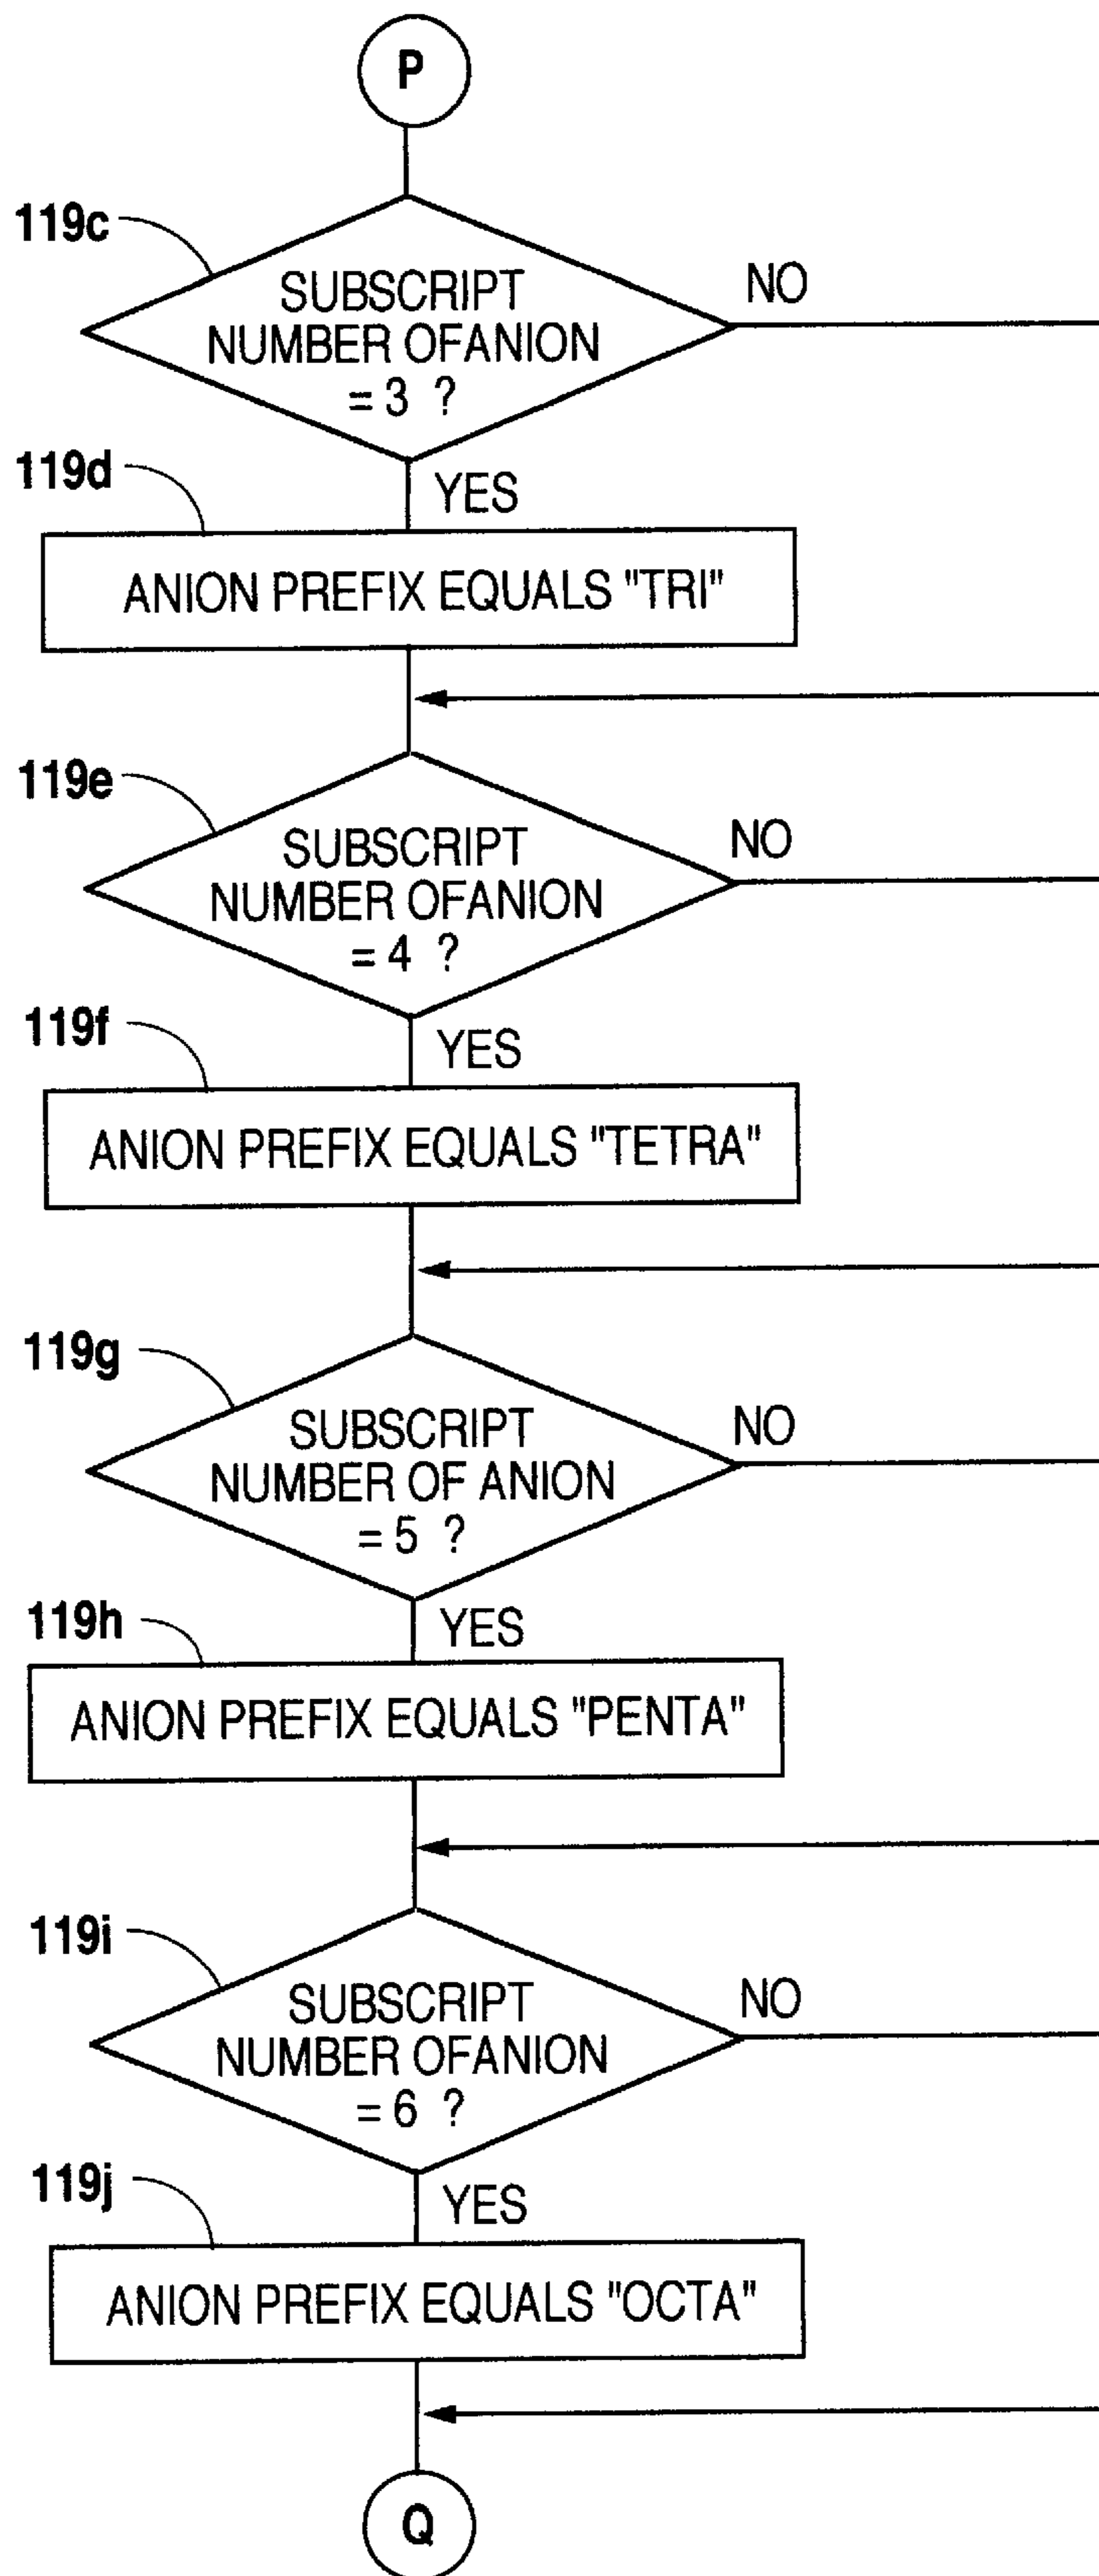 P
119c
SUBSCRIPT
NUMBER OFANION
= 3 ?
NO
119d
YES
ANION PREFIX EQUALS "TRI"
119e
SUBSCRIPT
NUMBER OFANION
= 4 ?
NO
119f
YES
ANION PREFIX EQUALS "TETRA"
119g
SUBSCRIPT
NUMBER OF ANION
= 5 ?
NO
119h
YES
ANION PREFIX EQUALS "PENTA"
119i
SUBSCRIPT
NUMBER OFANION
= 6 ?
NO
119j
YES
ANION PREFIX EQUALS "OCTA"
Q